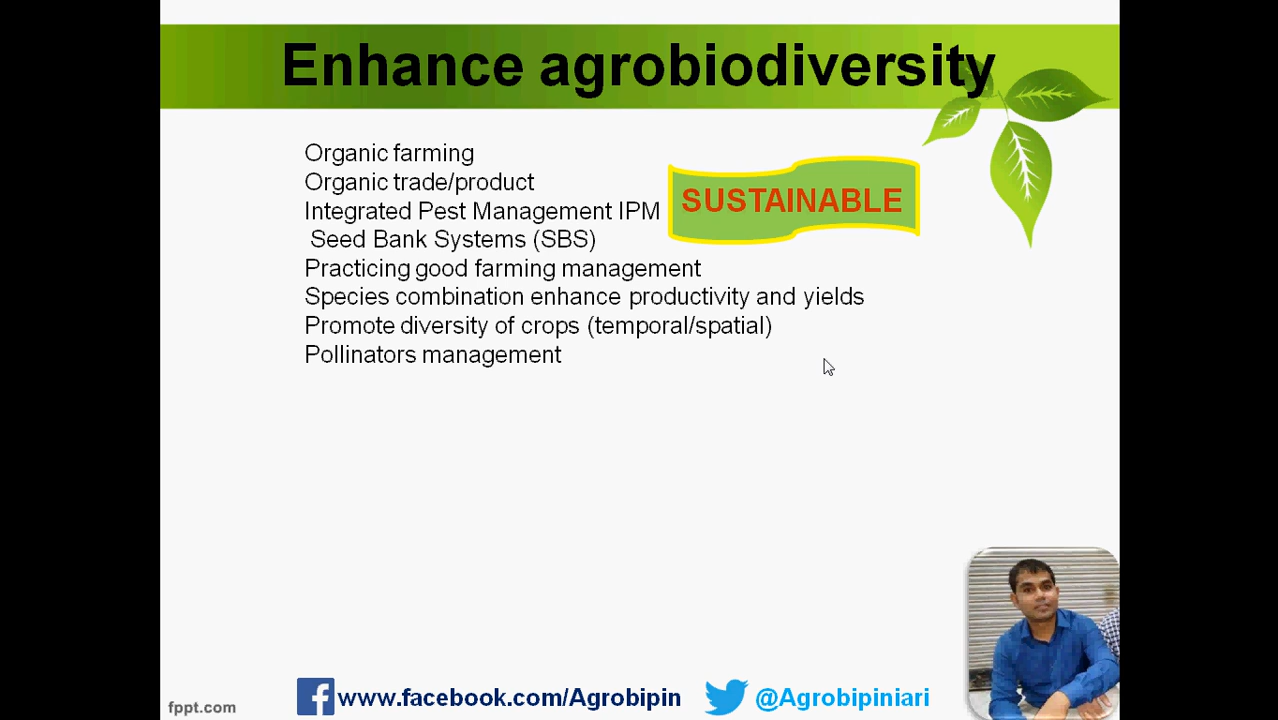 Enhance agrobiodiversity
Organic farming
Organic trade/product
Integrated Pest Management IPM
SUSTAINABLE
Seed Bank Systems (SBS)
Practicing good farming management
Species combination enhance productivity and yields
Promote diversity of crops (temporal/spatial)
Pollinators management
www.facebook.com/Agrobipin
@Agrobipiniari
fppt.com